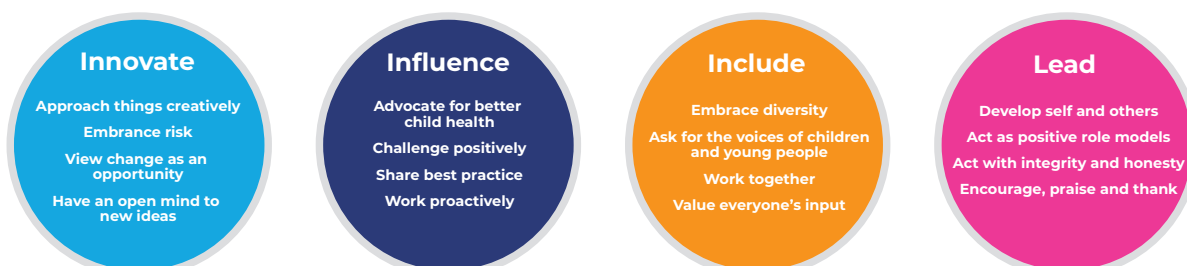 Innovate
Approach things creatively
Embrance risk
View change as an
opportunity
Have an open mind to
new ideas
Influence
Advocate for better
child health
Challenge positively
Share best practice
Work proactively
Include
Embrace diversity
Ask for the voices of children
and young people
Work together
Value everyone's input
Lead
Develop self and others
Act as positive role models
Act with integrity and honesty
Encourage, praise and thank